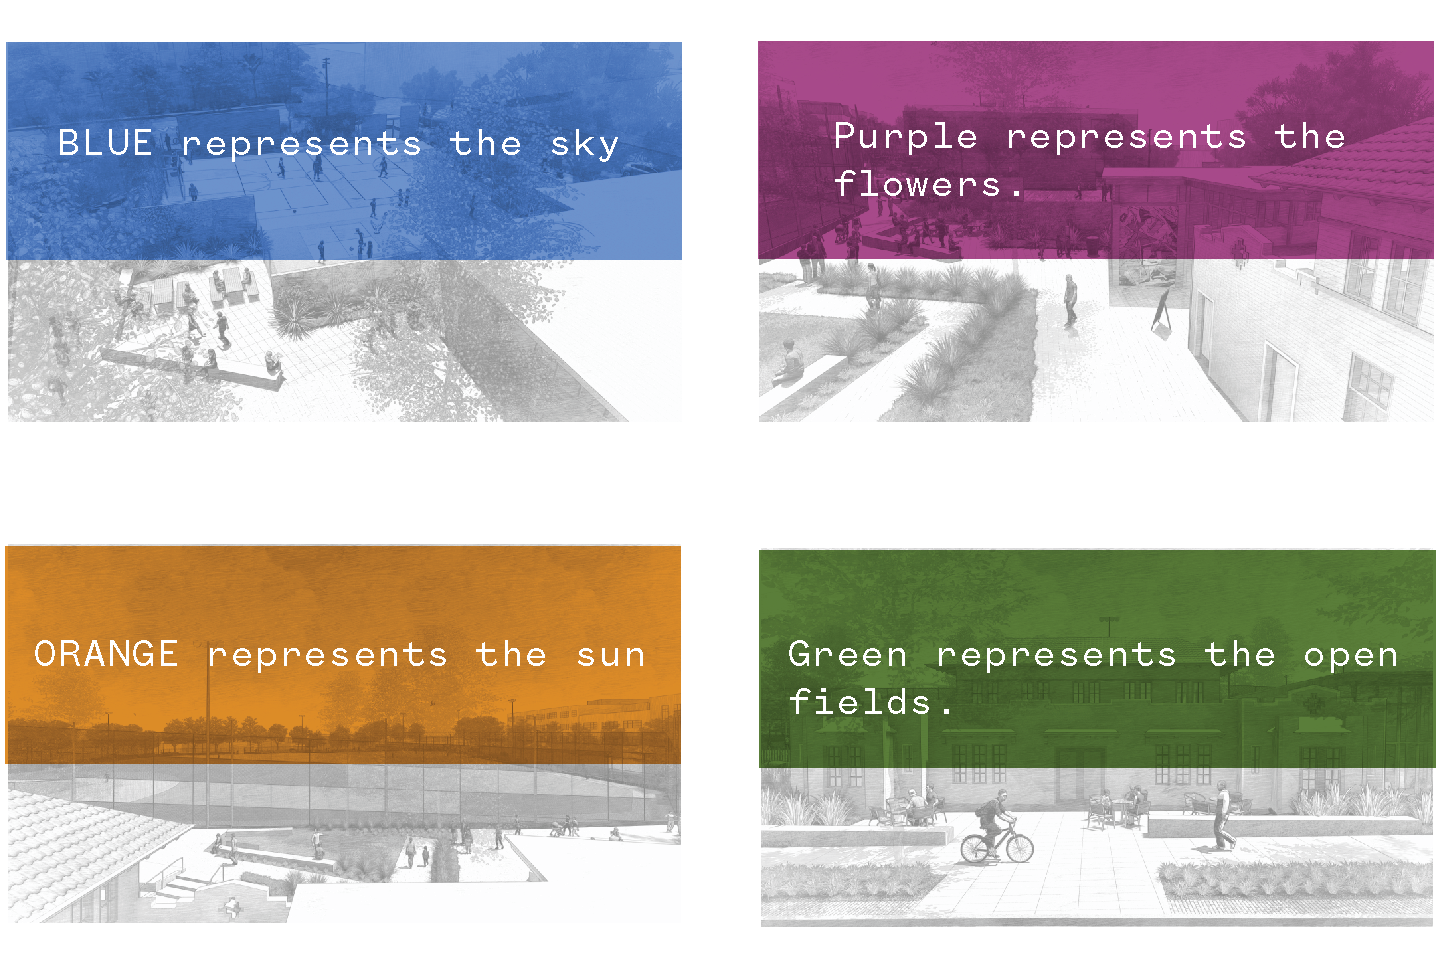 BLUE represents the sky
Purple represents the
flowers.
ORANGE represents the sun
Green represents the open
fields.